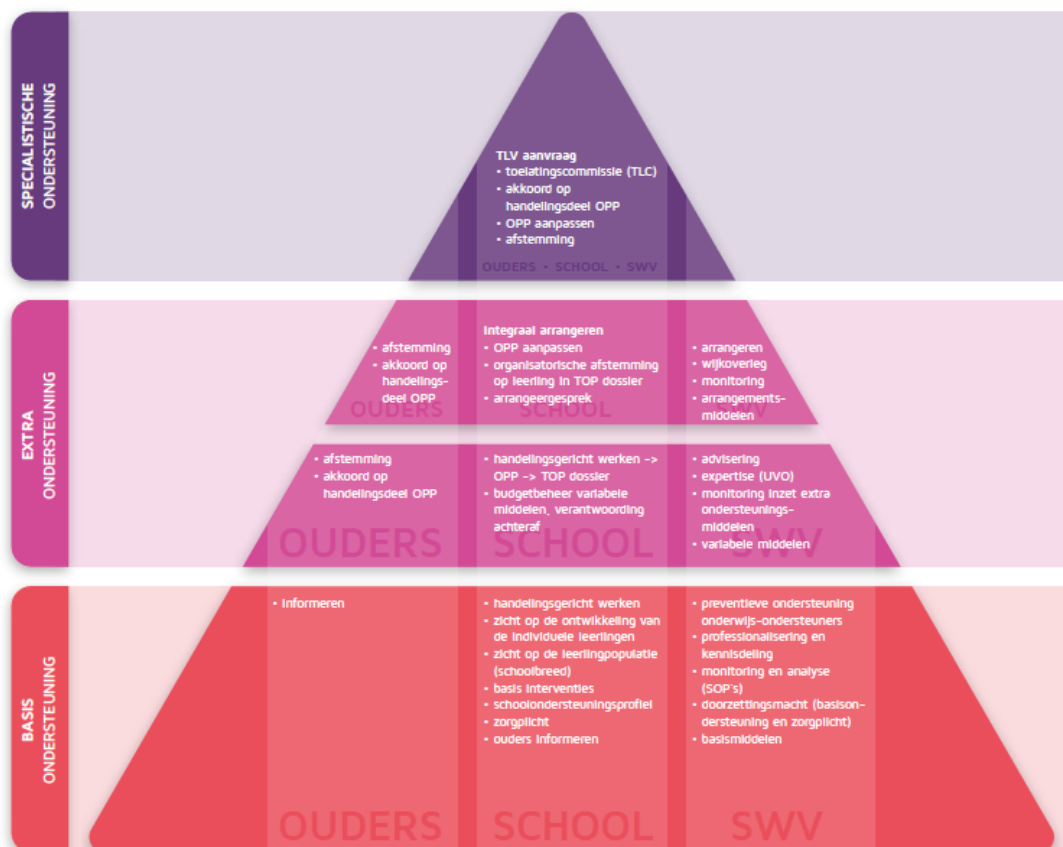 SPECIALISTISCHE
ONDERSTEUNING
TLV aanvraag
• toelatingscommissie (TLC)
• akkoord op
handelingsdeel OPP
• OPP aanpassen
• afstemming
OUDERS • SCHOOL • SWV
EXTRA
ONDERSTEUNING
• afstemming
• akkoord op
handelings-
deel OPP
OUDERS
Integraal arrangeren
• OPP aanpassen
• organisatorische afstemming
op leerling in TOP dossier
• arrangeergesprek
SCHOOL
• arrangeren
• wijkoverleg
• monitoring
• arrangements-
middelen
SWV
• afstemming
• akkoord op
handelingsdeel OPP
OUDERS
• handelingsgericht werken ->
OPP -> TOP dossier
• budgetbeheer variabele
middelen, verantwoording
achteraf
SCHOOL
• advisering
• expertise (UVO)
• monitoring inzet extra
ondersteunings-
middelen
• variabele middelen
SWV
BASIS
ONDERSTEUNING
• informeren
OUDERS
• handelingsgericht werken
• zicht op de ontwikkeling van
de individuele leerlingen
• zicht op de leerlingpopulatie
(schoolbreed)
• basis interventies
• schoolondersteuningsprofiel
• zorgplicht
• ouders informeren
SCHOOL
• preventieve ondersteuning
onderwijs-ondersteuners
• professionalisering en
kennisdeling
• monitoring en analyse
(SOP's)
• doorzettingsmacht (basison-
dersteuning en zorgplicht)
• basismiddelen
SWV